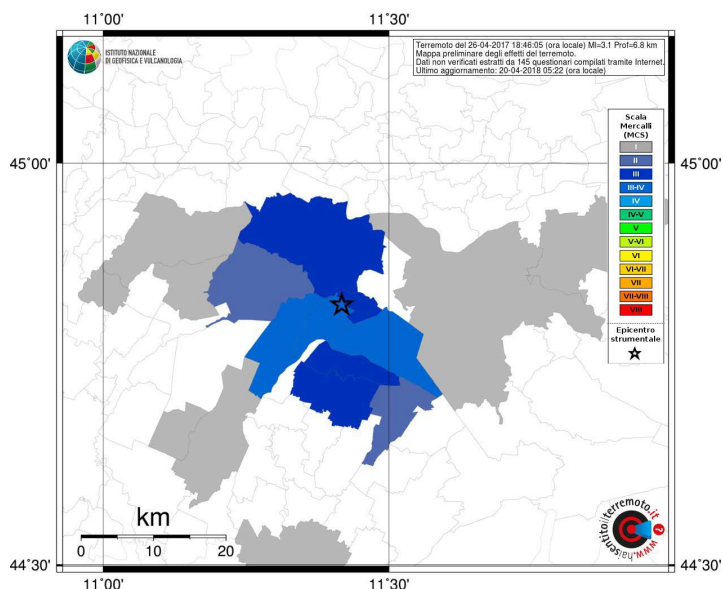 11°00'
11°30'
ISTITUTO NAZIONALE
DI GEOFISICA E VULCANOLOGIA
Terremoto del 26-04-2017 18:46:05 (ora locale) Ml=3.1 Prof=6.8 km
Mappa preliminare degli effetti del terremoto.
Dati non verificati estratti da 145 questionari compilati tramite Internet.
Ultimo aggiornamento: 20-04-2018 05:22 (ora locale)
Scala
Mercalli
(MCS)
I
II
III
III-IV
IV
IV-V
V
V-VI
VI
VI-VII
VII
VII-VIII
VIII
Epicentro
strumentale
45°00'
45°00'
km
0
10
20
www.haisentitoilterremoto.it
?
44°30'
44°30'
11°00'
11°30'